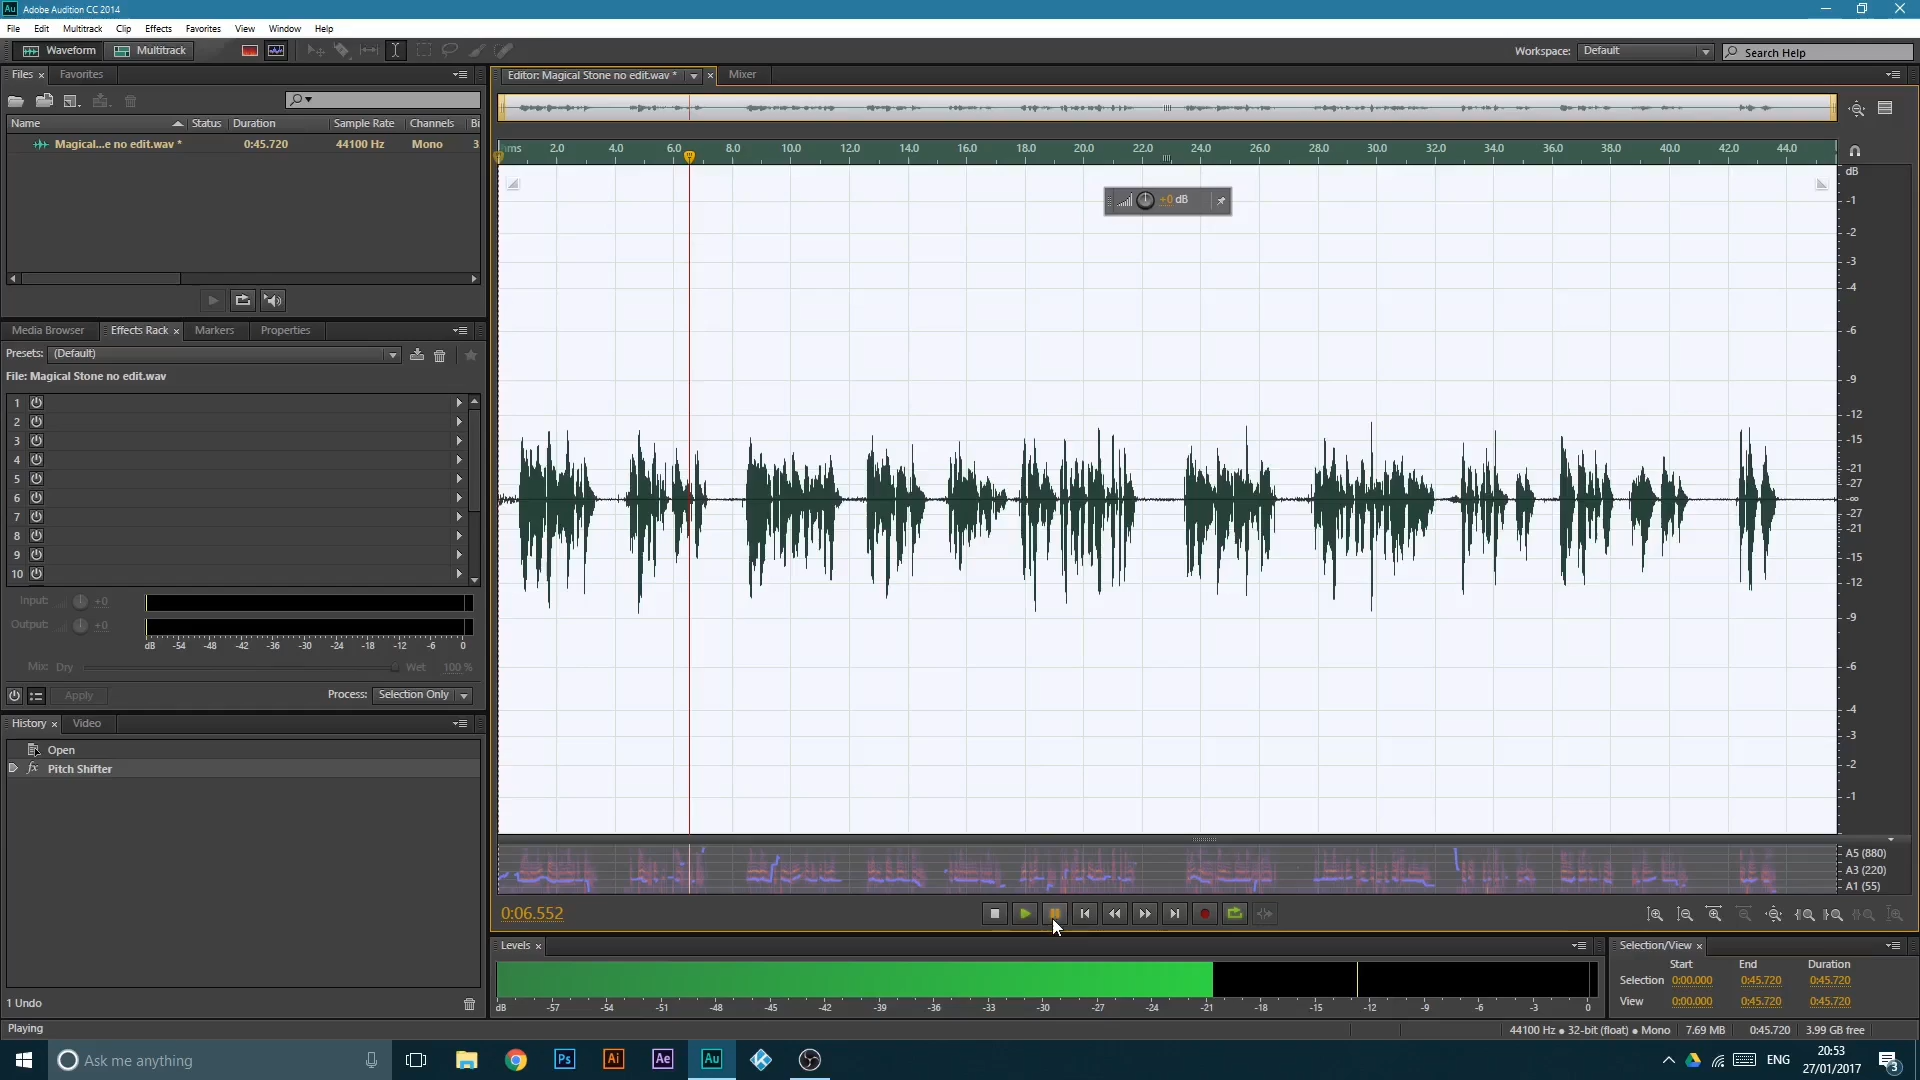 Au Adobe Audition CC 2014
File Edit Multitrack Clip Effects Favorites View Window Help
Waveform Multitrack Workspace: Default Search Help
Files Favorites
Name Status Duration Sample Rate Channels Bi
Magical...e no edit.wav * 0:45.720 44100 Hz Mono 3
Media Browser Effects Rack Markers Properties
Presets: (Default)
File: Magical Stone no edit.wav
1
2
3
4
5
6
7
8
9
10
Input: +0
Output: +0
dB -54 -48 -42 -36 -30 -24 -18 -12 -6 0
Mix: Dry Wet 100 %
Apply Process: Selection Only
History Video
Open
fx Pitch Shifter
1 Undo
Playing
Editor: Magical Stone no edit.wav * Mixer
hms 2.0 4.0 6.0 8.0 10.0 12.0 14.0 16.0 18.0 20.0 22.0 24.0 26.0 28.0 30.0 32.0 34.0 36.0 38.0 40.0 42.0 44.0
+0 dB
dB
-1
-2
-3
-4
-6
-9
-12
-15
-21
-27
-∞
-27
-21
-15
-12
-9
-6
-4
-3
-2
-1
A5 (880)
A3 (220)
A1 (55)
0:06.552
Levels
dB -57 -54 -51 -48 -45 -42 -39 -36 -33 -30 -27 -24 -21 -18 -15 -12 -9 -6 -3 0
Selection/View
Start End Duration
Selection 0:00.000 0:45.720 0:45.720
View 0:00.000 0:45.720 0:45.720
44100 Hz ● 32-bit (float) ● Mono 7.69 MB 0:45.720 3.99 GB free
Ask me anything Ps Ai Ae Au ENG 20:53
27/01/2017 3